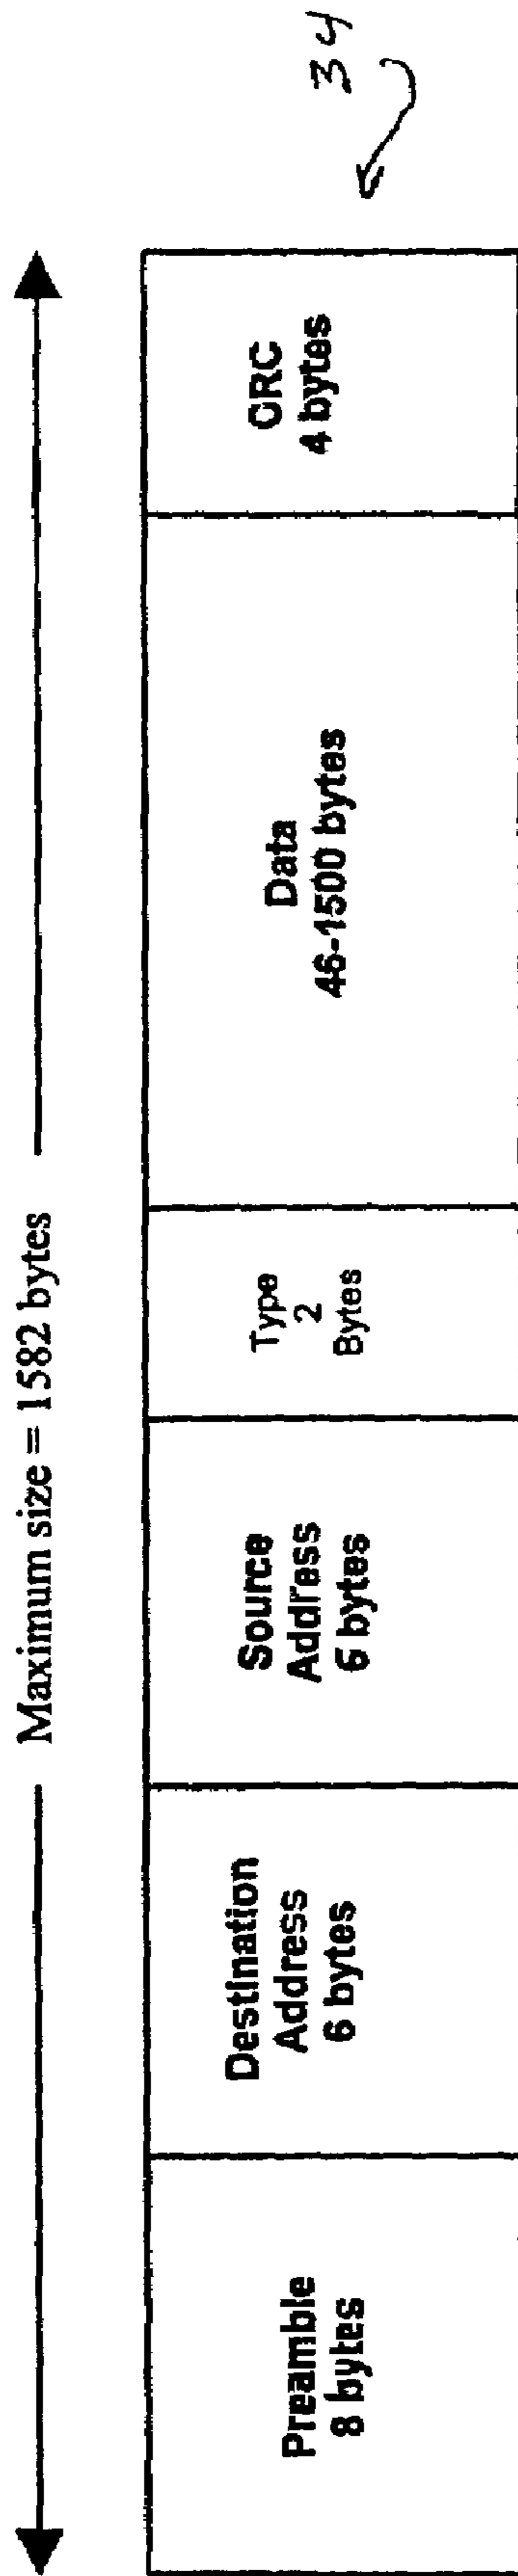 Maximum size = 1582 bytes
Preamble
8 bytes
Destination
Address
6 bytes
Source
Address
6 bytes
Type
2
Bytes
Data
46-1500 bytes
CRC
4 bytes
34